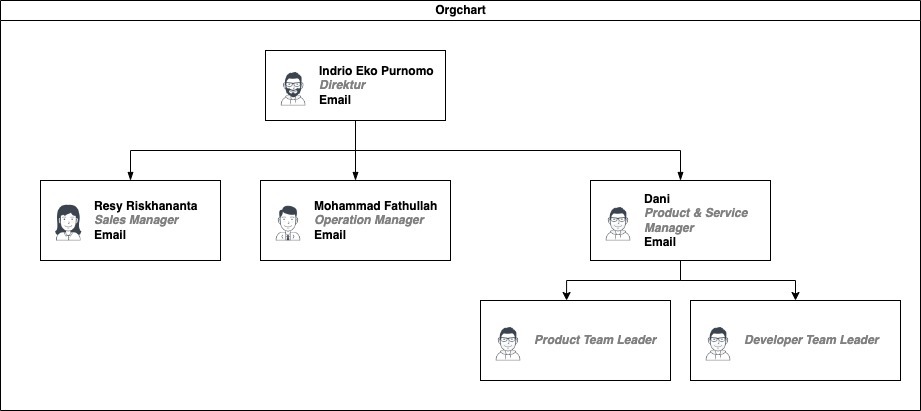 Orgchart
Indrio Eko Purnomo
Direktur
Email
Resy Riskhananta
Sales Manager
Email
Mohammad Fathullah
Operation Manager
Email
Dani
Product & Service
Manager
Email
Product Team Leader
Developer Team Leader